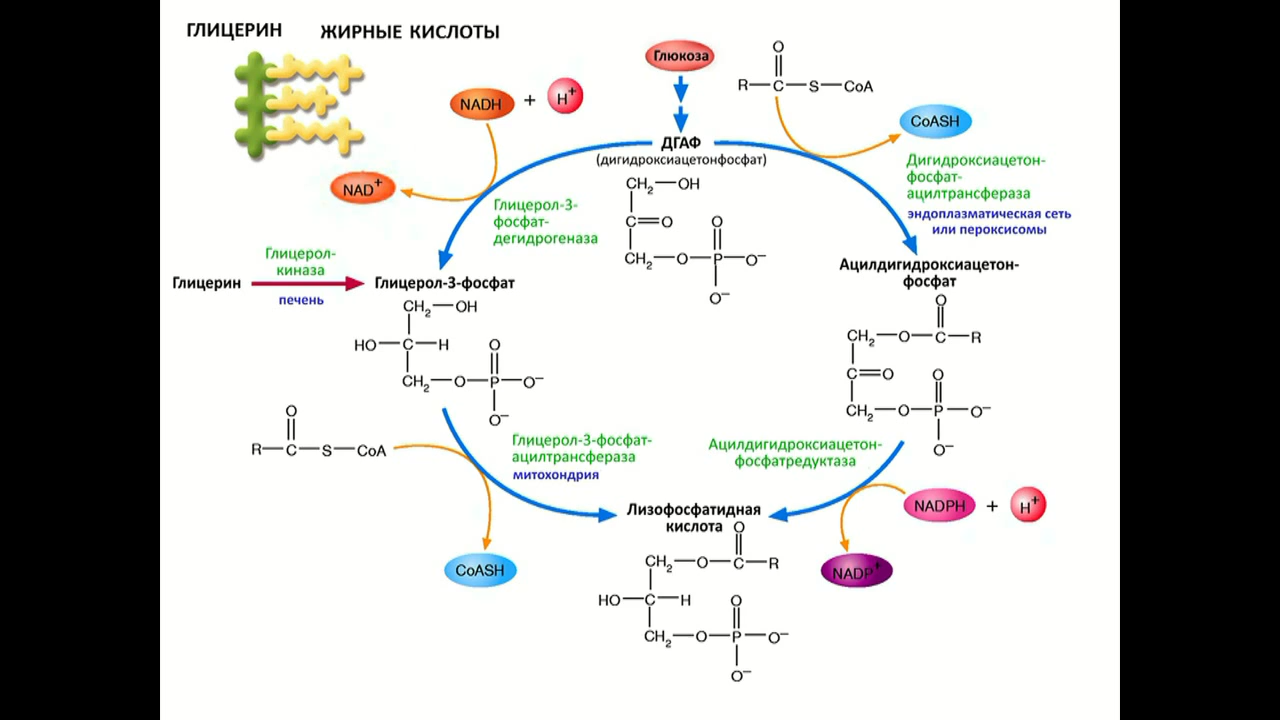 ГЛИЦЕРИН
ЖИРНЫЕ КИСЛОТЫ
Глюкоза
O
R—C—S—CoA
NADH + H⁺
CoASH
ДГАФ
(дигидроксиацетонфосфат)
NAD⁺
Дигидроксиацетон-
фосфат-
ацилтрансфераза
эндоплазматическая сеть
или пероксисомы
CH₂—OH
C=O
O
CH₂—O—P—O⁻
O⁻
Глицерол-3-
фосфат-
дегидрогеназа
Глицерол-
киназа
Глицерин
печень
Глицерол-3-фосфат
CH₂—OH
HO—C—H
O
CH₂—O—P—O⁻
O⁻
Ацилдигидроксиацетон-
фосфат
O
CH₂—O—C—R
C=O
O
CH₂—O—P—O⁻
O⁻
O
R—C—S—CoA
Глицерол-3-фосфат-
ацилтрансфераза
митохондрия
Ацилдигидроксиацетон-
фосфатредуктаза
NADPH + H⁺
Лизофосфатидная
кислота
CoASH
NADP⁺
O
CH₂—O—C—R
HO—C—H
O
CH₂—O—P—O⁻
O⁻